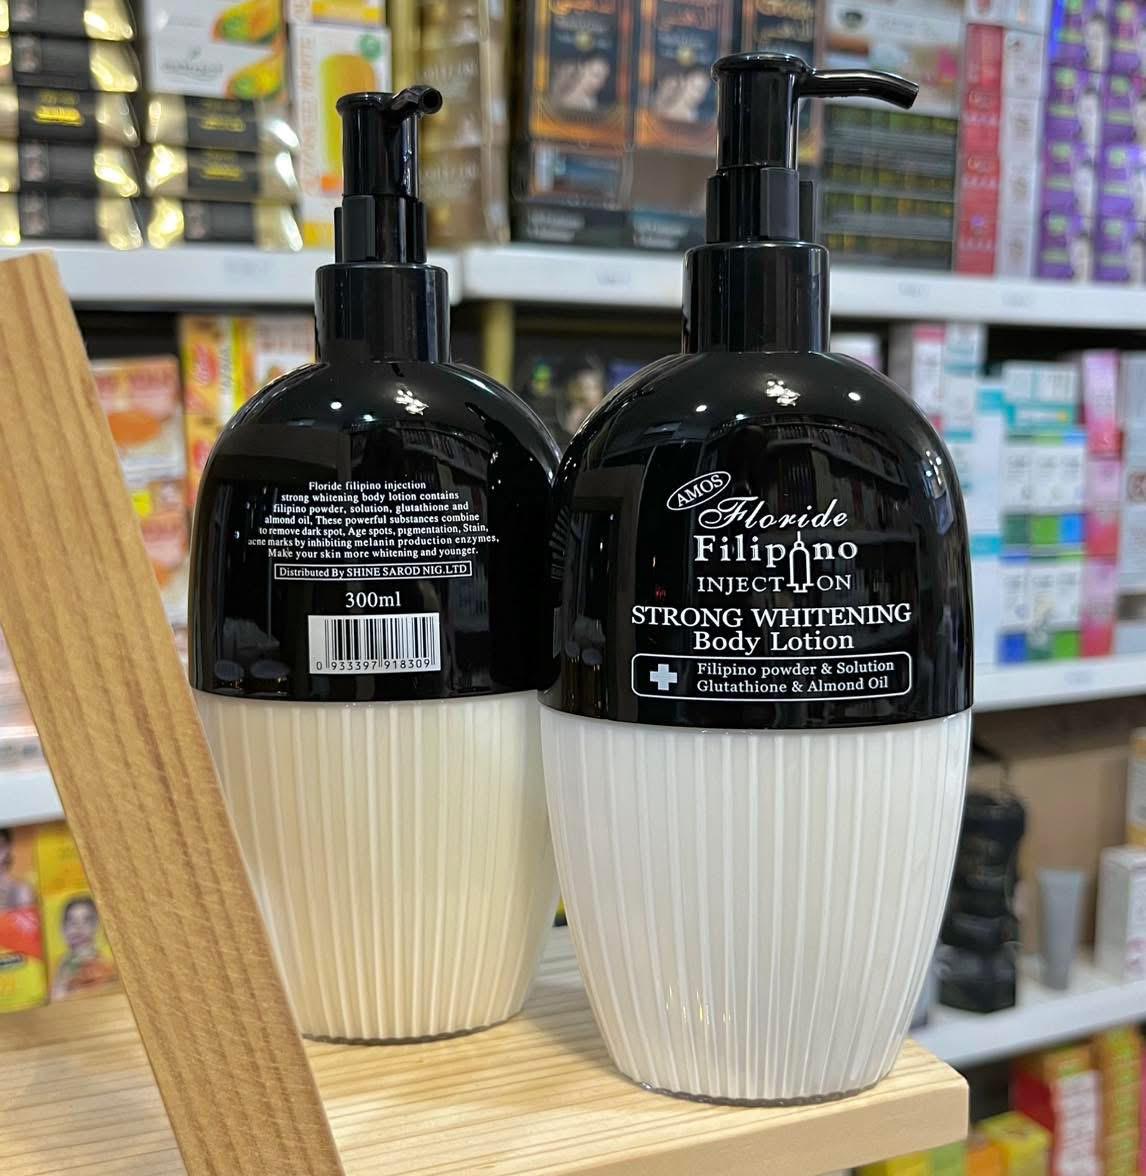 Floride filipino injection
strong whitening body lotion contains
filipino powder, solution, glutathione and
almond oil, These powerful substances combine
to remove dark spot, Age spots, pigmentation, Stain,
acne marks by inhibiting melanin production enzymes,
Make your skin more whitening and younger.
Distributed By SHINE SAROD NIG.LTD
300ml
0 933397 918309
AMOS
Floride
Filipino
INJECTION
STRONG WHITENING
Body Lotion
Filipino powder & Solution
Glutathione & Almond Oil